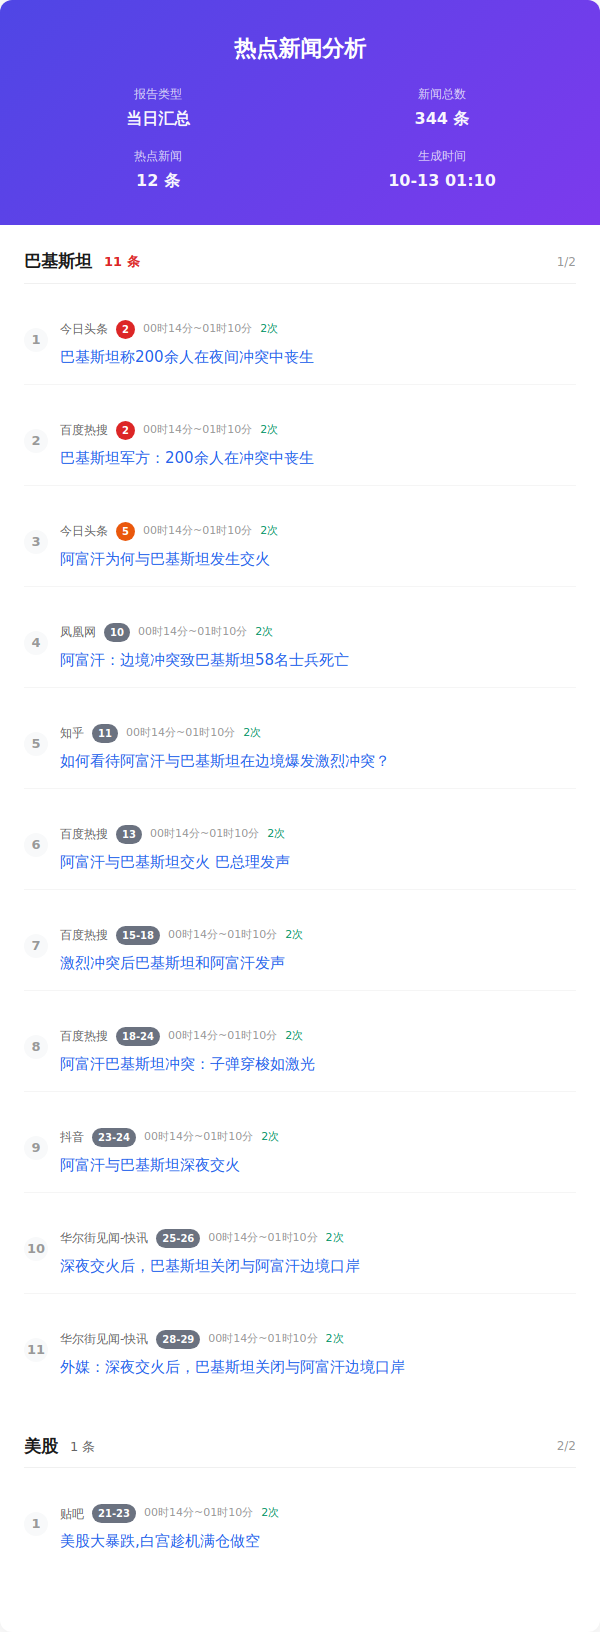 热点新闻分析
报告类型 新闻总数
当日汇总 344 条
热点新闻 生成时间
12 条 10-13 01:10
巴基斯坦 11 条 1/2
1 今日头条 2 00时14分~01时10分 2次
巴基斯坦称200余人在夜间冲突中丧生
2 百度热搜 2 00时14分~01时10分 2次
巴基斯坦军方：200余人在冲突中丧生
3 今日头条 5 00时14分~01时10分 2次
阿富汗为何与巴基斯坦发生交火
4 凤凰网 10 00时14分~01时10分 2次
阿富汗：边境冲突致巴基斯坦58名士兵死亡
5 知乎 11 00时14分~01时10分 2次
如何看待阿富汗与巴基斯坦在边境爆发激烈冲突？
6 百度热搜 13 00时14分~01时10分 2次
阿富汗与巴基斯坦交火 巴总理发声
7 百度热搜 15-18 00时14分~01时10分 2次
激烈冲突后巴基斯坦和阿富汗发声
8 百度热搜 18-24 00时14分~01时10分 2次
阿富汗巴基斯坦冲突：子弹穿梭如激光
9 抖音 23-24 00时14分~01时10分 2次
阿富汗与巴基斯坦深夜交火
10 华尔街见闻-快讯 25-26 00时14分~01时10分 2次
深夜交火后，巴基斯坦关闭与阿富汗边境口岸
11 华尔街见闻-快讯 28-29 00时14分~01时10分 2次
外媒：深夜交火后，巴基斯坦关闭与阿富汗边境口岸
美股 1 条 2/2
1 贴吧 21-23 00时14分~01时10分 2次
美股大暴跌,白宫趁机满仓做空